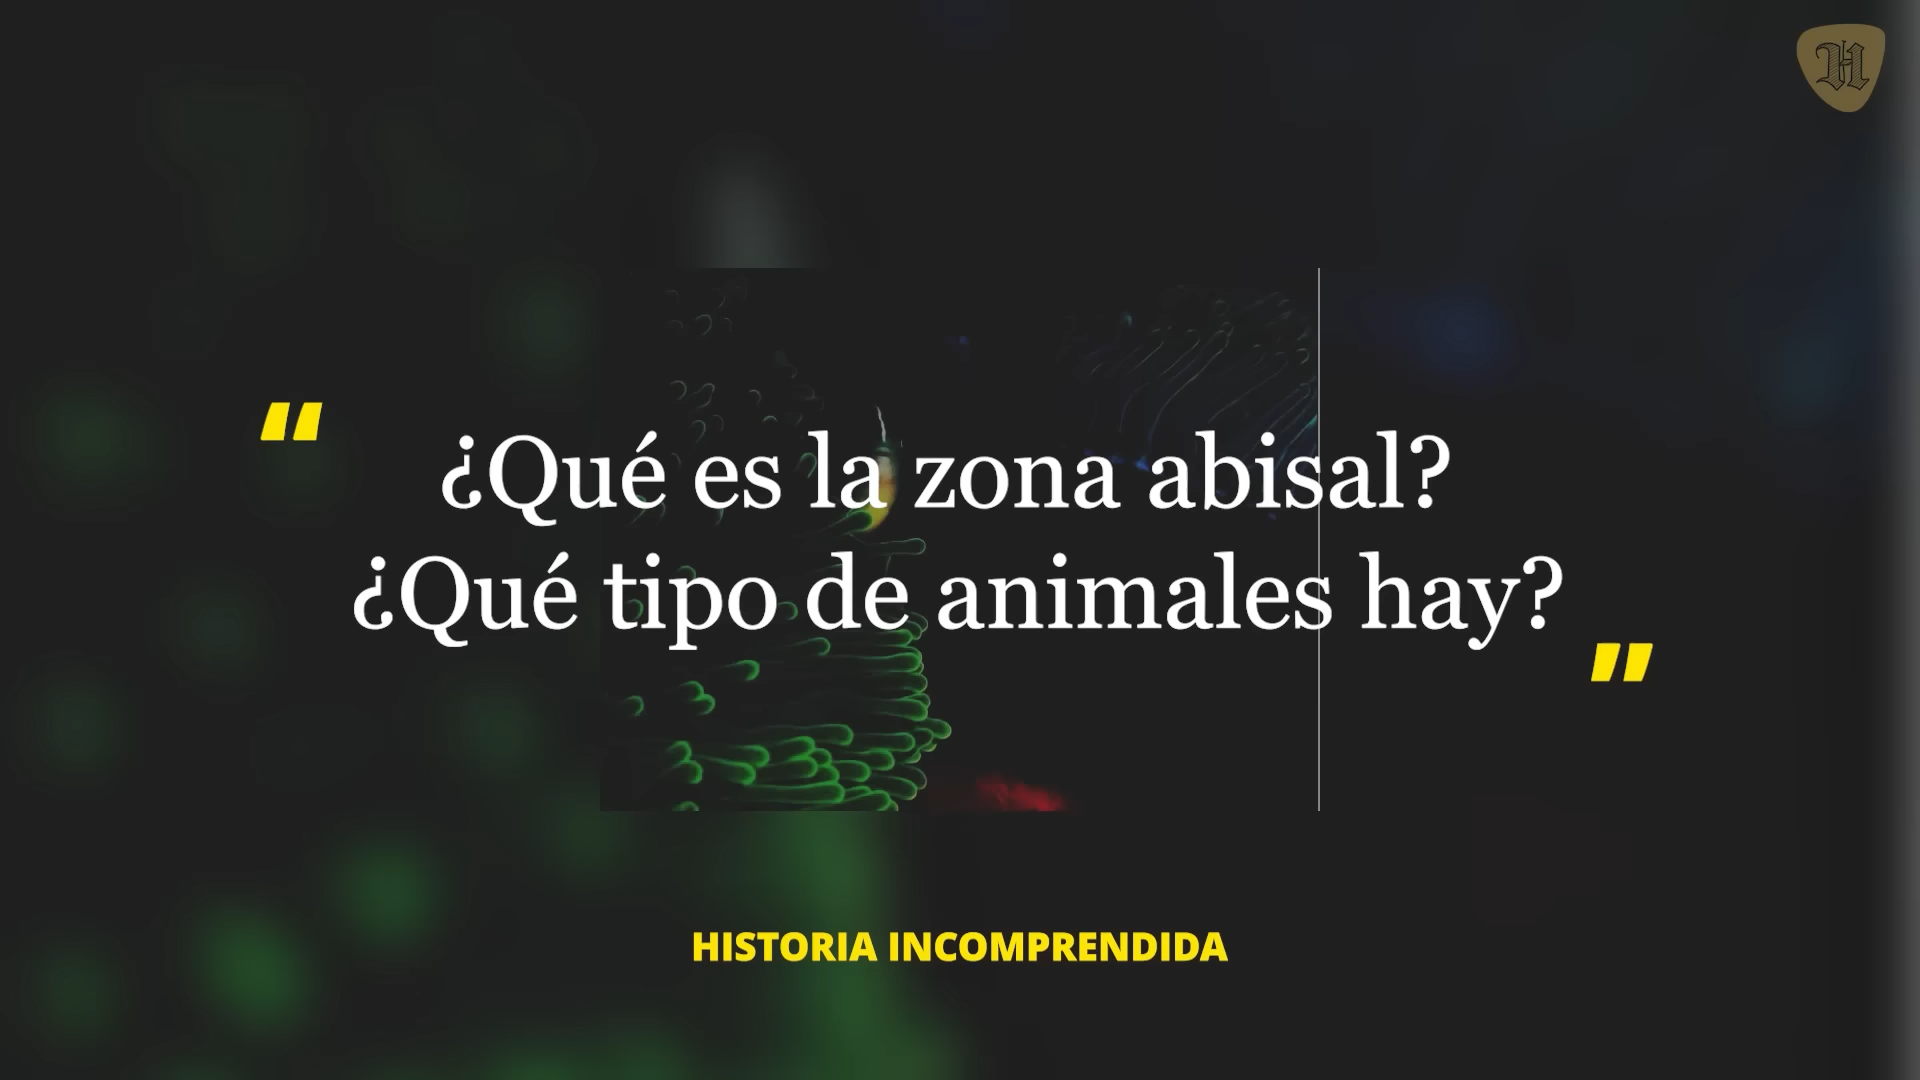 H
“¿Qué es la zona abisal?
¿Qué tipo de animales hay?”
HISTORIA INCOMPRENDIDA